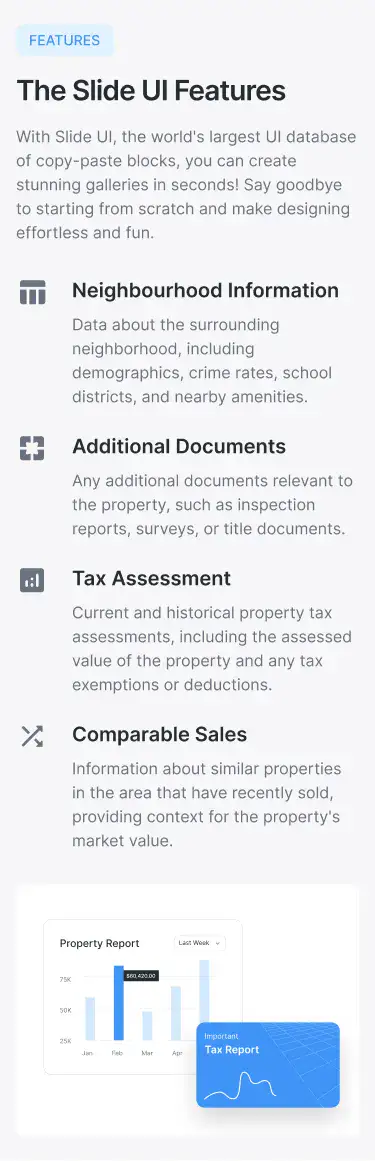 FEATURES
The Slide UI Features
With Slide UI, the world's largest UI database
of copy-paste blocks, you can create
stunning galleries in seconds! Say goodbye
to starting from scratch and make designing
effortless and fun.
Neighbourhood Information
Data about the surrounding
neighborhood, including
demographics, crime rates, school
districts, and nearby amenities.
Additional Documents
Any additional documents relevant to
the property, such as inspection
reports, surveys, or title documents.
Tax Assessment
Current and historical property tax
assessments, including the assessed
value of the property and any tax
exemptions or deductions.
Comparable Sales
Information about similar properties
in the area that have recently sold,
providing context for the property's
market value.
Property Report
Last Week
$60,420.00
75K
50K
25K
Jan Feb Mar Apr
Important
Tax Report